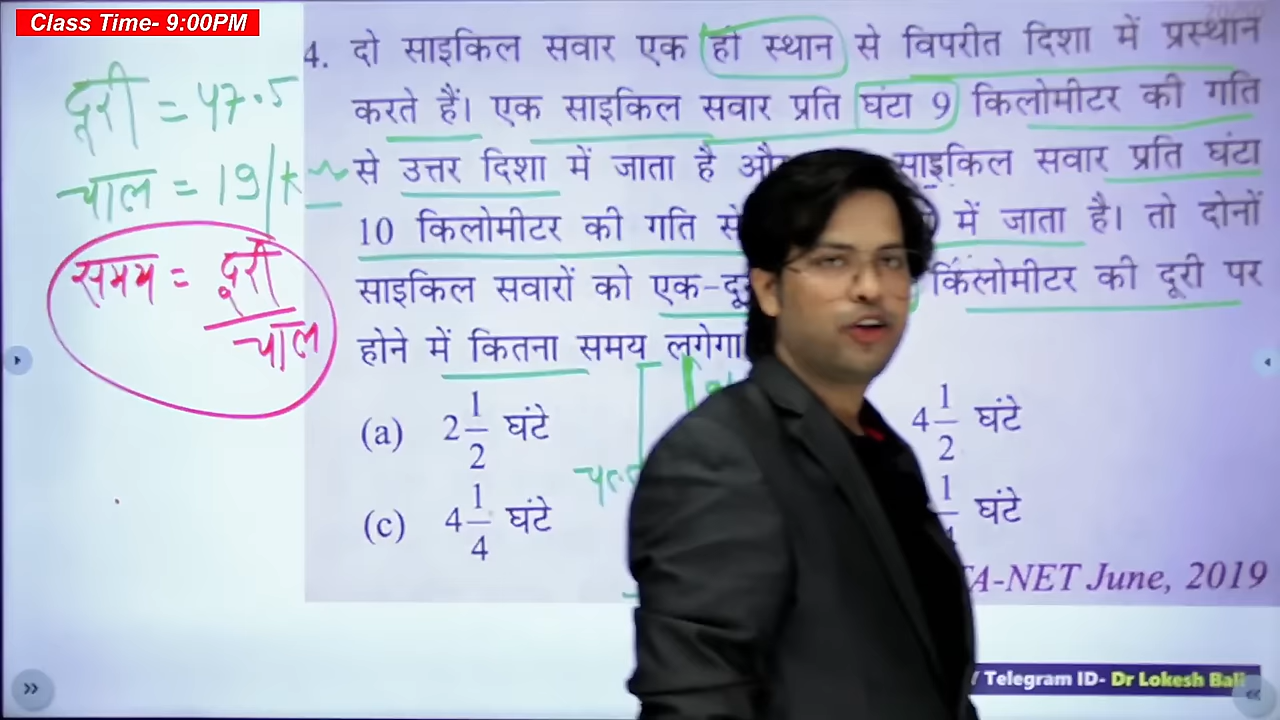 Class Time- 9:00PM
4. दो साइकिल सवार एक ही स्थान से विपरीत दिशा में प्रस्थान
करते हैं। एक साइकिल सवार प्रति घंटा 9 किलोमीटर की गति
से उत्तर दिशा में जाता है साइकिल सवार प्रति घंटा
10 किलोमीटर की गति से में जाता है। तो दोनों
साइकिल सवारों को किलोमीटर की दूरी पर
होने में कितना समय लगेगा
(a) 2 1/2 घंटे
4 1/2 घंटे
(c) 4 1/4 घंटे
घंटे
A-NET June, 2019
दूरी = 47.5
चाल = 19/k
समय = दूरी
चाल
Telegram ID- Dr Lokesh Bali